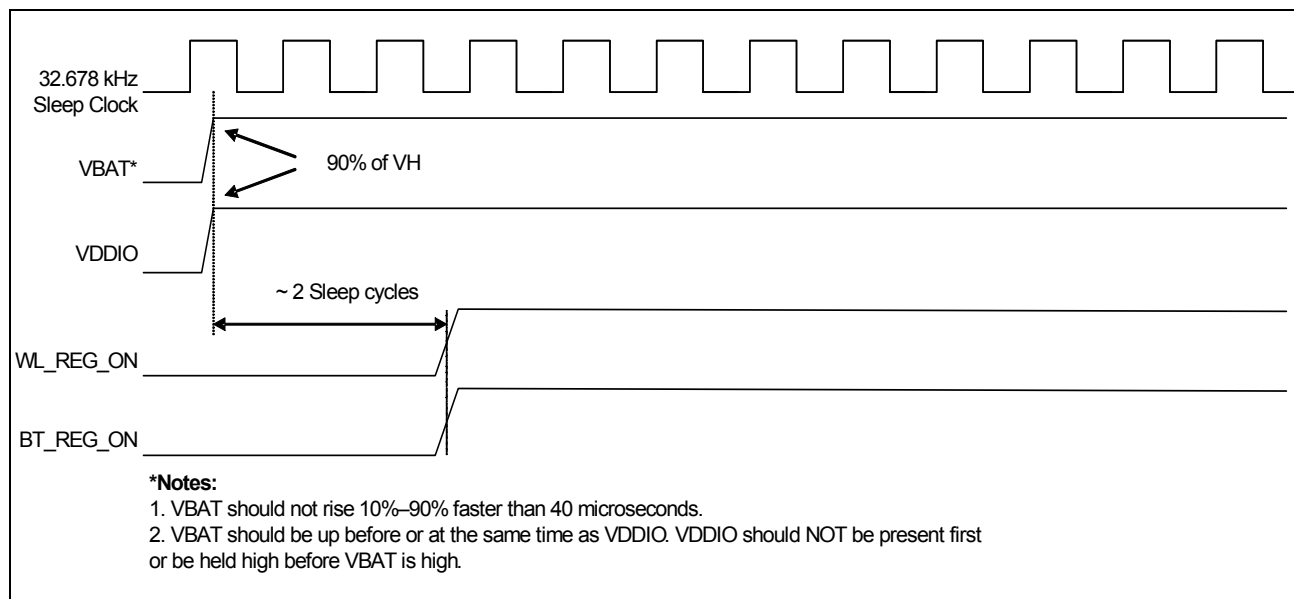 32.678 kHz
Sleep Clock
VBAT*
90% of VH
VDDIO
~ 2 Sleep cycles
WL_REG_ON
BT_REG_ON
*Notes:
1. VBAT should not rise 10%–90% faster than 40 microseconds.
2. VBAT should be up before or at the same time as VDDIO. VDDIO should NOT be present first
or be held high before VBAT is high.